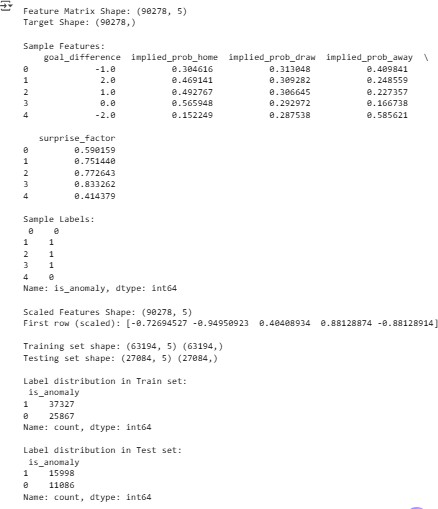 Feature Matrix Shape: (90278, 5)
Target Shape: (90278,)
Sample Features:
goal_difference implied_prob_home implied_prob_draw implied_prob_away \
0 -1.0 0.304616 0.313048 0.409841
1 2.0 0.469141 0.309282 0.248559
2 1.0 0.492767 0.306645 0.227357
3 0.0 0.565948 0.292972 0.166738
4 -2.0 0.152249 0.287538 0.585621
surprise_factor
0 0.590159
1 0.751440
2 0.772643
3 0.833262
4 0.414379
Sample Labels:
0 0
1 1
2 1
3 1
4 0
Name: is_anomaly, dtype: int64
Scaled Features Shape: (90278, 5)
First row (scaled): [-0.72694527 -0.94950923 0.40408934 0.88128874 -0.88128914]
Training set shape: (63194, 5) (63194,)
Testing set shape: (27084, 5) (27084,)
Label distribution in Train set:
is_anomaly
1 37327
0 25867
Name: count, dtype: int64
Label distribution in Test set:
is_anomaly
1 15998
0 11086
Name: count, dtype: int64